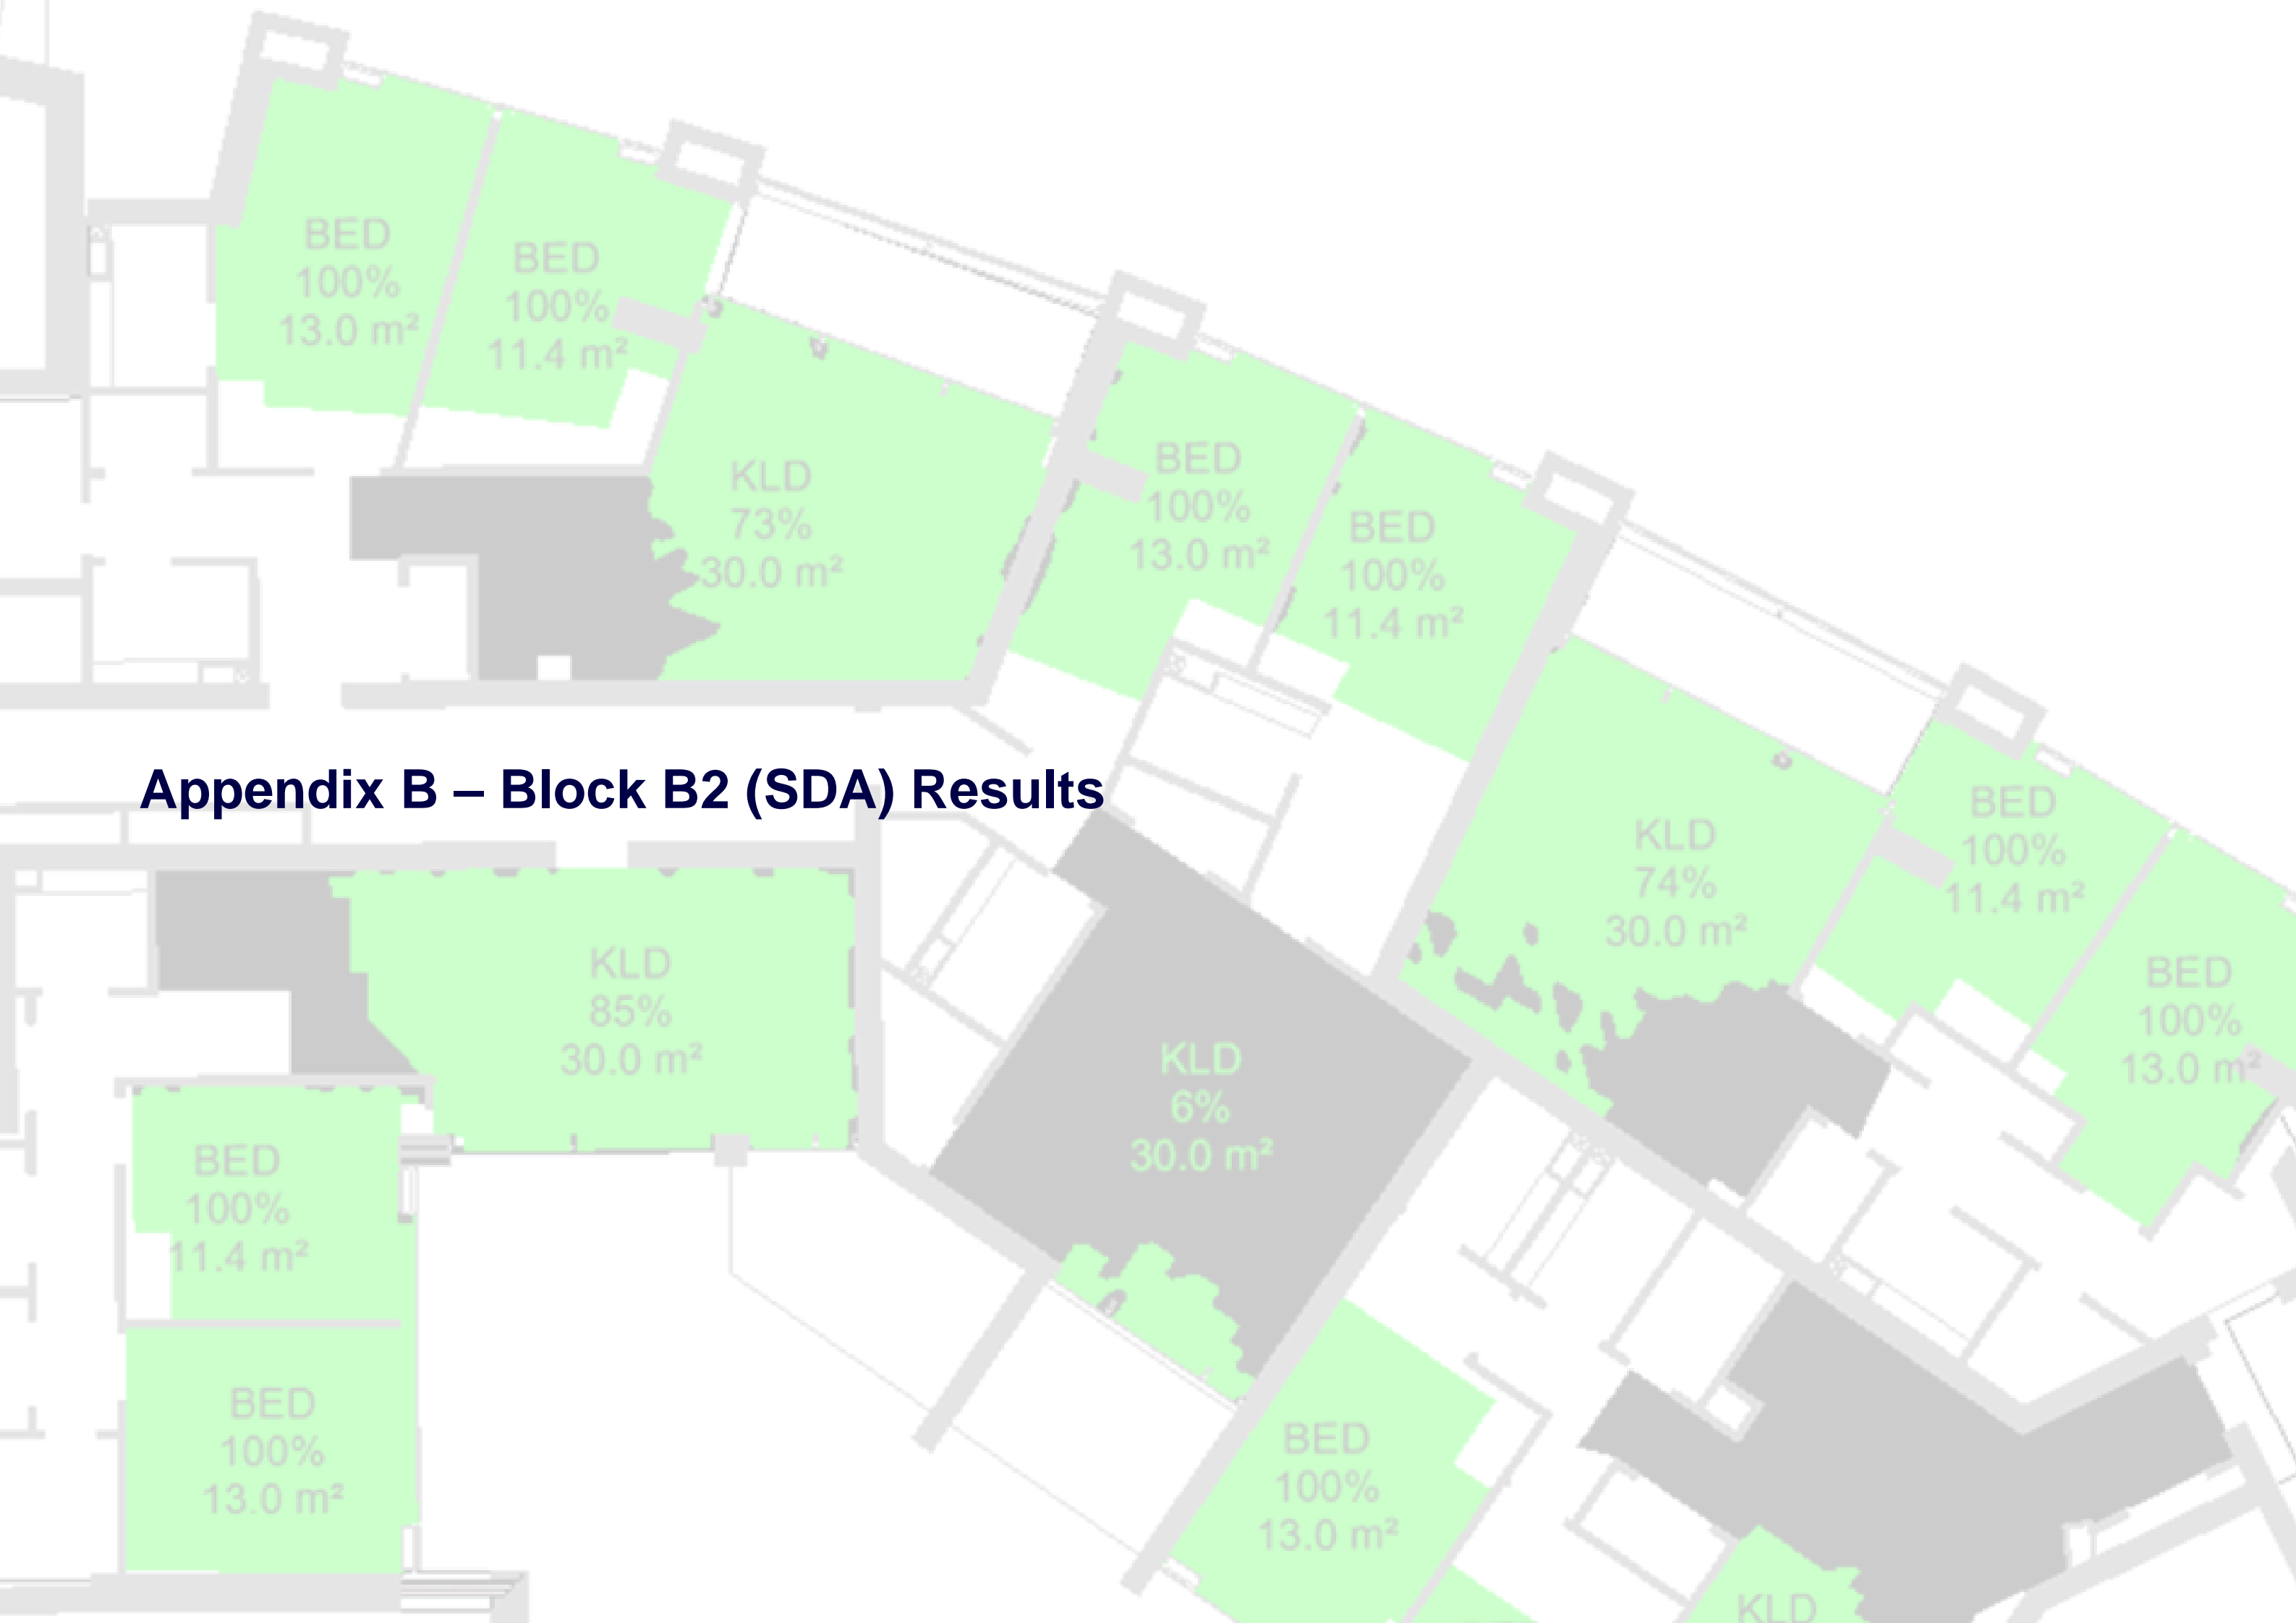 BED
100%
13.0 m²
BED
100%
11.4 m²
KLD
73%
30.0 m²
BED
100%
13.0 m²
BED
100%
11.4 m²
Appendix B – Block B2 (SDA) Results
KLD
74%
30.0 m²
BED
100%
11.4 m²
BED
100%
13.0 m²
KLD
85%
30.0 m²
KLD
6%
30.0 m²
BED
100%
11.4 m²
BED
100%
13.0 m²
BED
100%
13.0 m²
KLD